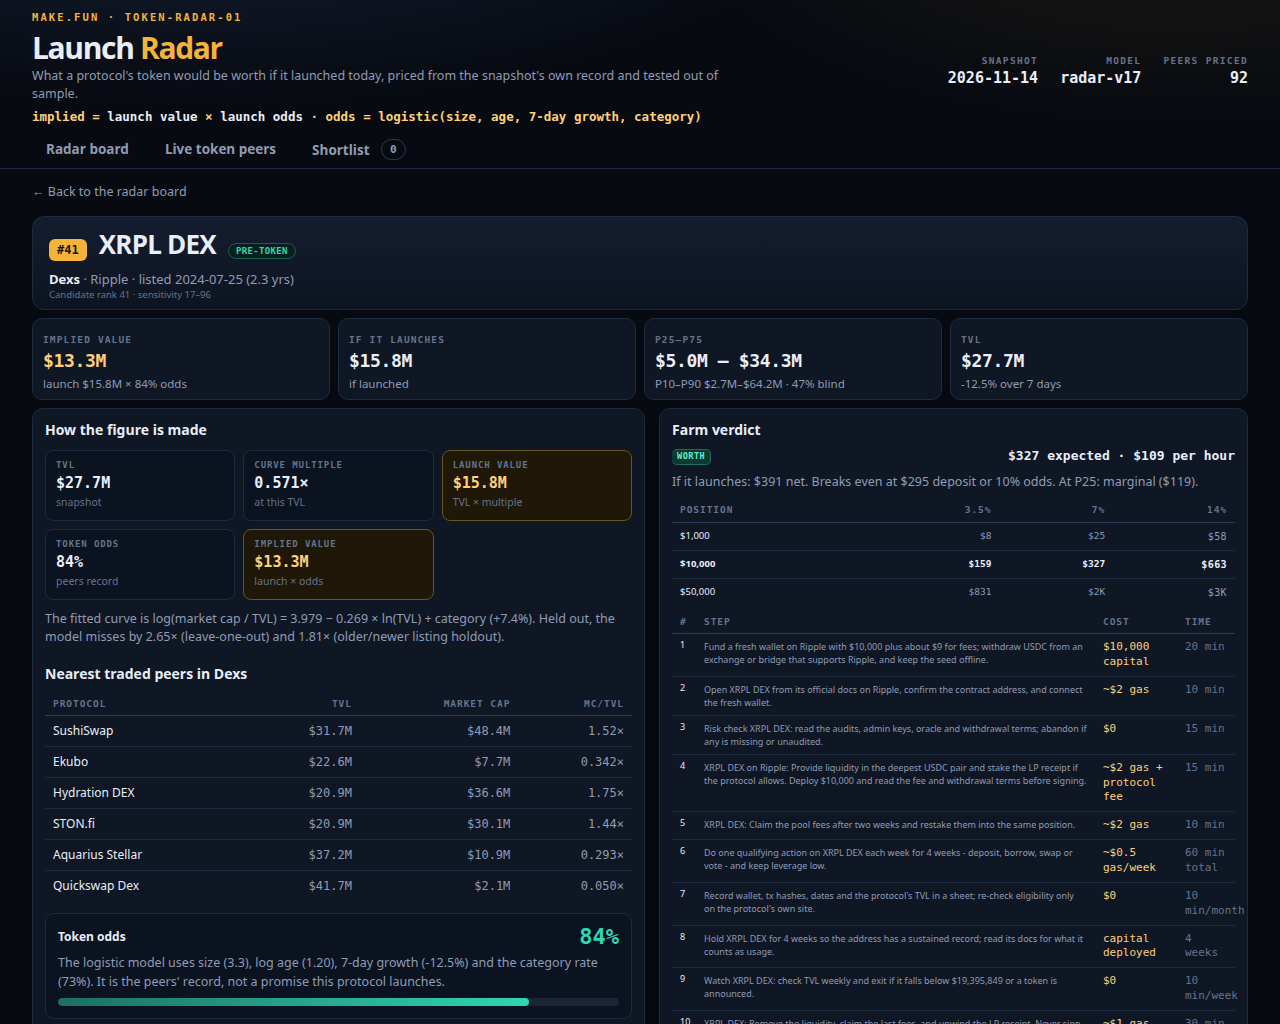 MAKE.FUN · TOKEN-RADAR-01
Launch Radar
What a protocol's token would be worth if it launched today, priced from the snapshot's own record and tested out of
sample.
implied = launch value × launch odds · odds = logistic(size, age, 7-day growth, category)
SNAPSHOT
2026-11-14
MODEL
radar-v17
PEERS PRICED
92
Radar board
Live token peers
Shortlist 0
← Back to the radar board
#41 XRPL DEX PRE-TOKEN
Dexs · Ripple · listed 2024-07-25 (2.3 yrs)
Candidate rank 41 · sensitivity 17–96
IMPLIED VALUE
$13.3M
launch $15.8M × 84% odds
IF IT LAUNCHES
$15.8M
if launched
P25–P75
$5.0M – $34.3M
P10–P90 $2.7M–$64.2M · 47% blind
TVL
$27.7M
-12.5% over 7 days
How the figure is made
TVL
$27.7M
snapshot
CURVE MULTIPLE
0.571×
at this TVL
LAUNCH VALUE
$15.8M
TVL × multiple
TOKEN ODDS
84%
peers record
IMPLIED VALUE
$13.3M
launch × odds
The fitted curve is log(market cap / TVL) = 3.979 − 0.269 × ln(TVL) + category (+7.4%). Held out, the
model misses by 2.65× (leave-one-out) and 1.81× (older/newer listing holdout).
Nearest traded peers in Dexs
PROTOCOL TVL MARKET CAP MC/TVL
SushiSwap $31.7M $48.4M 1.52×
Ekubo $22.6M $7.7M 0.342×
Hydration DEX $20.9M $36.6M 1.75×
STON.fi $20.9M $30.1M 1.44×
Aquarius Stellar $37.2M $10.9M 0.293×
Quickswap Dex $41.7M $2.1M 0.050×
Token odds 84%
The logistic model uses size (3.3), log age (1.20), 7-day growth (-12.5%) and the category rate
(73%). It is the peers' record, not a promise this protocol launches.
Farm verdict
WORTH $327 expected · $109 per hour
If it launches: $391 net. Breaks even at $295 deposit or 10% odds. At P25: marginal ($119).
POSITION 3.5% 7% 14%
$1,000 $8 $25 $58
$10,000 $159 $327 $663
$50,000 $831 $2K $3K
# STEP COST TIME
1 Fund a fresh wallet on Ripple with $10,000 plus about $9 for fees; withdraw USDC from an $10,000 20 min
exchange or bridge that supports Ripple, and keep the seed offline. capital
2 Open XRPL DEX from its official docs on Ripple, confirm the contract address, and connect ~$2 gas 10 min
the fresh wallet.
3 Risk check XRPL DEX: read the audits, admin keys, oracle and withdrawal terms; abandon if $0 15 min
any is missing or unaudited.
4 XRPL DEX on Ripple: Provide liquidity in the deepest USDC pair and stake the LP receipt if ~$2 gas + 15 min
the protocol allows. Deploy $10,000 and read the fee and withdrawal terms before signing. protocol
fee
5 XRPL DEX: Claim the pool fees after two weeks and restake them into the same position. ~$2 gas 10 min
6 Do one qualifying action on XRPL DEX each week for 4 weeks - deposit, borrow, swap or ~$0.5 60 min
vote - and keep leverage low. gas/week total
7 Record wallet, tx hashes, dates and the protocol's TVL in a sheet; re-check eligibility only $0 10
on the protocol's own site. min/month
8 Hold XRPL DEX for 4 weeks so the address has a sustained record; read its docs for what it capital 4
counts as usage. deployed weeks
9 Watch XRPL DEX: check TVL weekly and exit if it falls below $19,395,849 or a token is $0 10
announced. min/week
10 XRPL DEX: Remove the liquidity, claim the last fees, and unwind the LP receipt. Never sign ~$1 gas 30 min